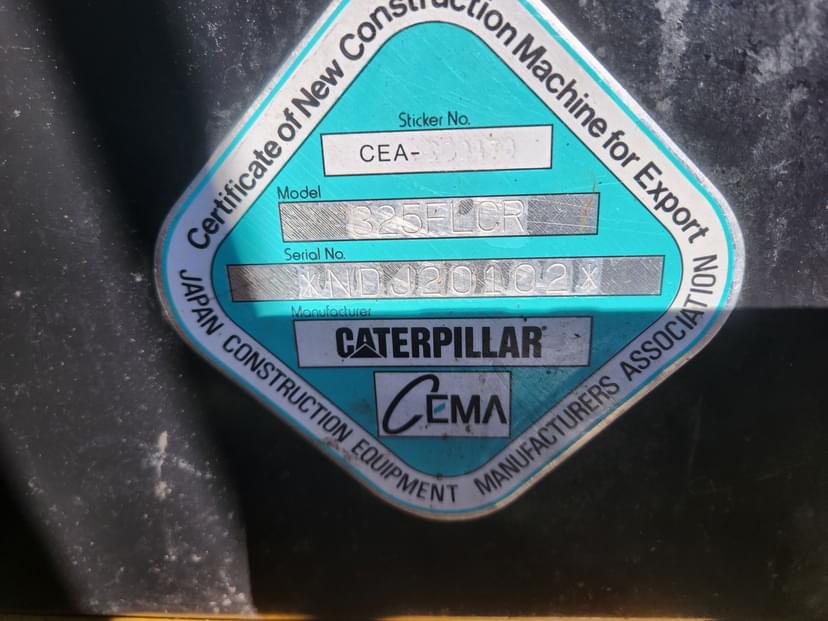 Certificate of New Construction Machine for Export
Sticker No.
CEA-
Model
325FLCR
Serial No.
XNDJ20102X
Manufacturer
CATERPILLAR
CEMA
JAPAN CONSTRUCTION EQUIPMENT MANUFACTURERS ASSOCIATION